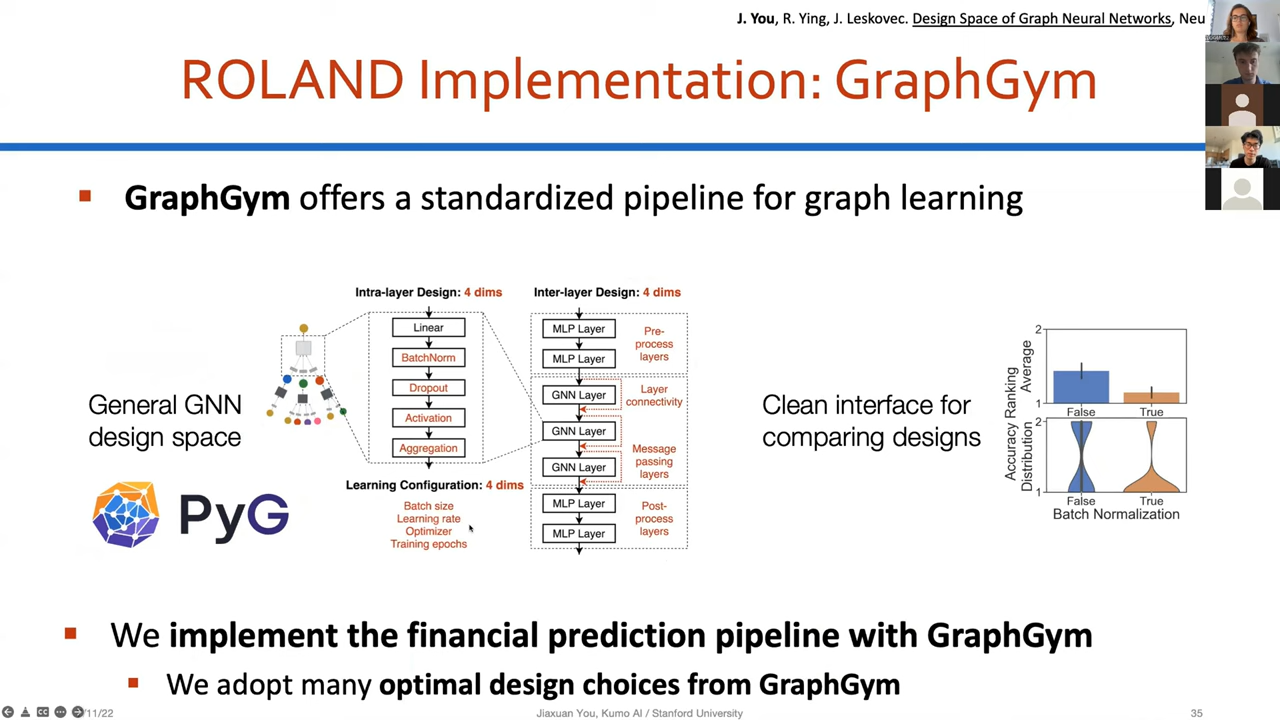 J. You, R. Ying, J. Leskovec. Design Space of Graph Neural Networks, Neu
ROLAND Implementation: GraphGym
GraphGym offers a standardized pipeline for graph learning
General GNN
design space
PyG
Intra-layer Design: 4 dims
Linear
BatchNorm
Dropout
Activation
Aggregation
Learning Configuration: 4 dims
Batch size
Learning rate
Optimizer
Training epochs
Inter-layer Design: 4 dims
MLP Layer
MLP Layer
Pre-
process
layers
GNN Layer
GNN Layer
GNN Layer
Layer
connectivity
Message
passing
layers
MLP Layer
MLP Layer
Post-
process
layers
Clean interface for
comparing designs
Accuracy Ranking
Average
2
1
False True
Distribution
2
1
False True
Batch Normalization
We implement the financial prediction pipeline with GraphGym
We adopt many optimal design choices from GraphGym
/11/22
Jiaxuan You, Kumo AI / Stanford University
35